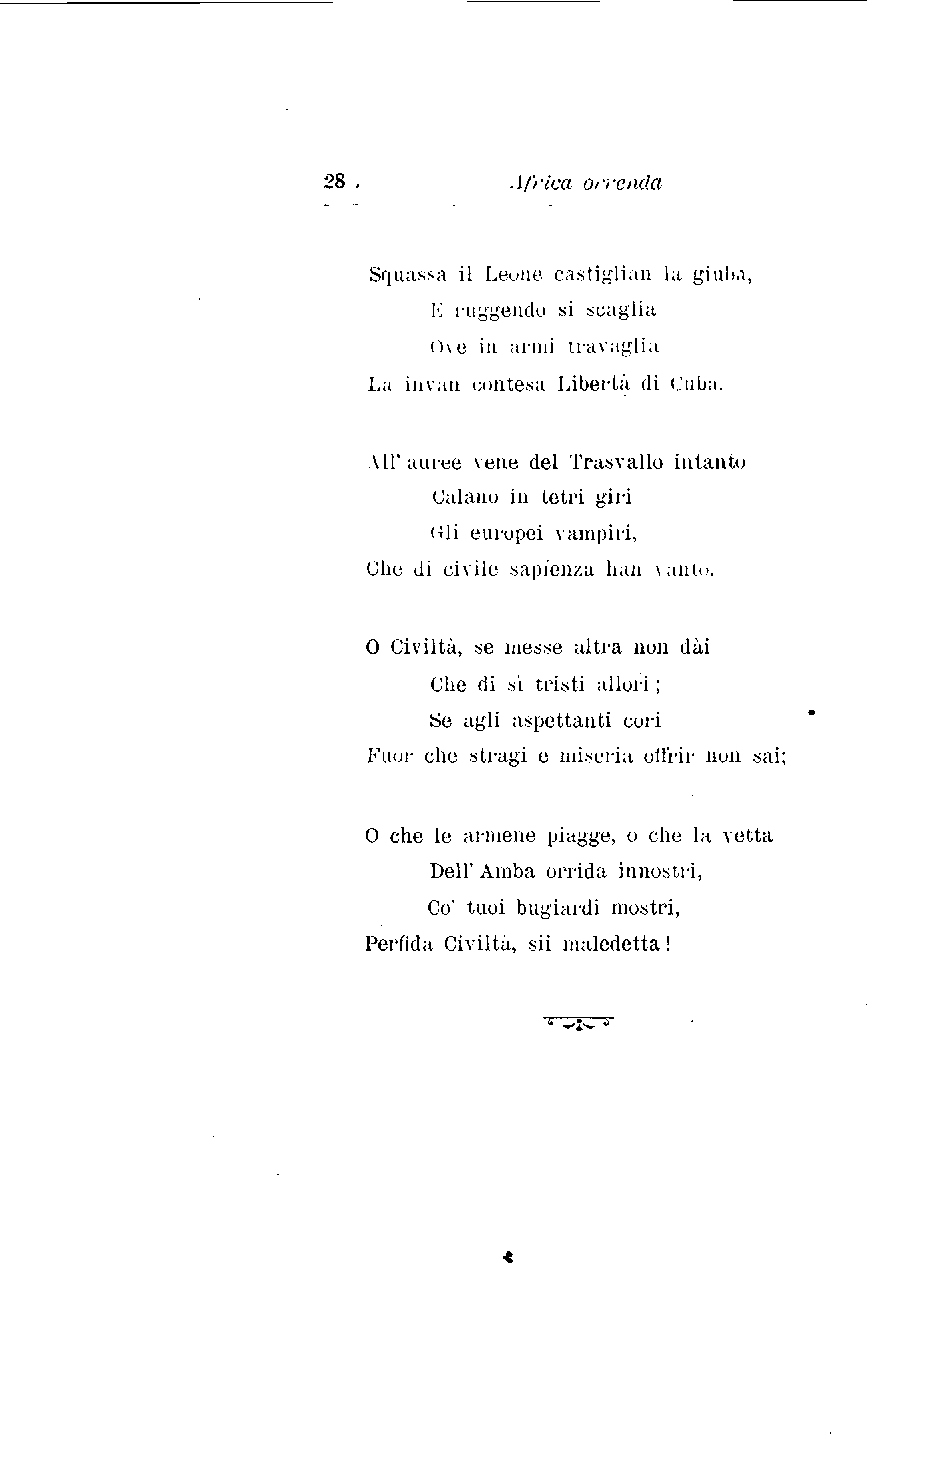 28 .
Africa orrenda
Squassa il Leone castiglian la giuba,
E ruggendo si scaglia
Ove in armi travaglia
La invan contesa Libertà di Cuba.
All' auree vene del Trasvallo intanto
Calano in tetri giri
Gli europei vampiri,
Che di civile sapienza han vanto.
O Civiltà, se messe altra non dài
Che di sì tristi allori ;
Se agli aspettanti cori
Fuor che stragi e miseria offrir non sai;
O che le armene piagge, o che la vetta
Dell' Amba orrida innostri,
Co' tuoi bugiardi mostri,
Perfida Civiltà, sii maledetta !